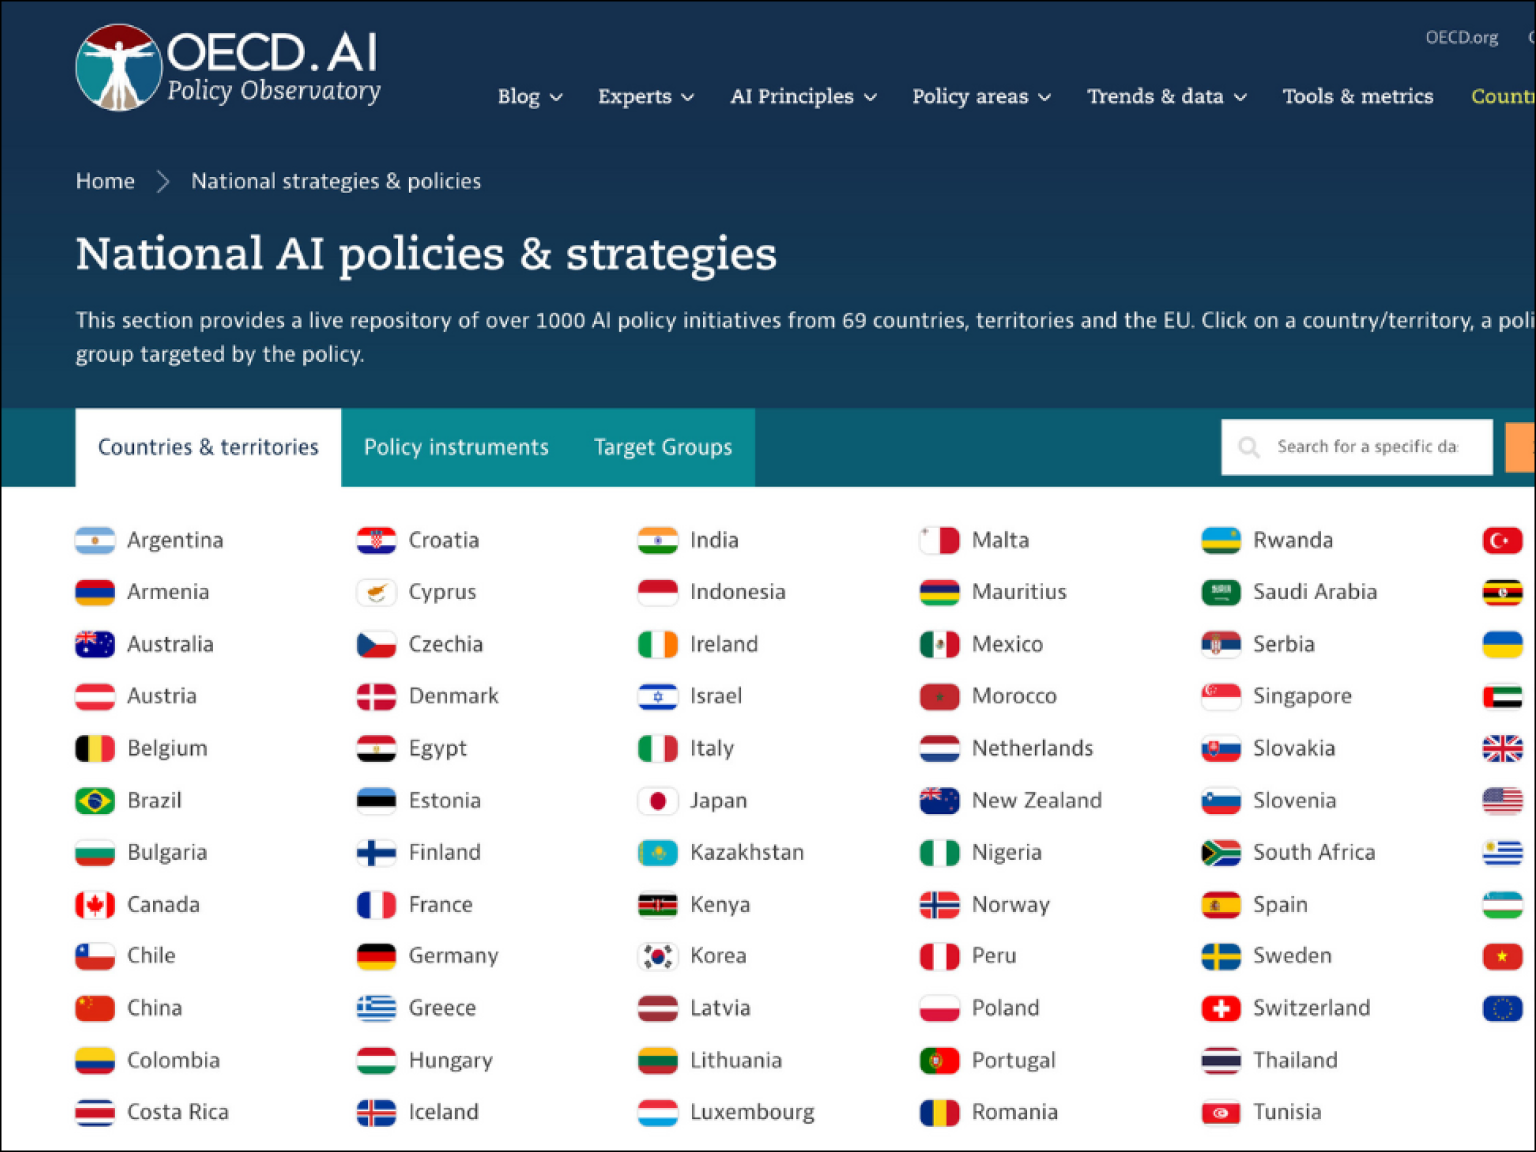 OECD.AI
Policy Observatory
OECD.org
Blog
Experts
AI Principles
Policy areas
Trends & data
Tools & metrics
Countr
Home
National strategies & policies
National AI policies & strategies
This section provides a live repository of over 1000 AI policy initiatives from 69 countries, territories and the EU. Click on a country/territory, a poli
group targeted by the policy.
Countries & territories
Policy instruments
Target Groups
Search for a specific da
Argentina
Armenia
Australia
Austria
Belgium
Brazil
Bulgaria
Canada
Chile
China
Colombia
Costa Rica
Croatia
Cyprus
Czechia
Denmark
Egypt
Estonia
Finland
France
Germany
Greece
Hungary
Iceland
India
Indonesia
Ireland
Israel
Italy
Japan
Kazakhstan
Kenya
Korea
Latvia
Lithuania
Luxembourg
Malta
Mauritius
Mexico
Morocco
Netherlands
New Zealand
Nigeria
Norway
Peru
Poland
Portugal
Romania
Rwanda
Saudi Arabia
Serbia
Singapore
Slovakia
Slovenia
South Africa
Spain
Sweden
Switzerland
Thailand
Tunisia